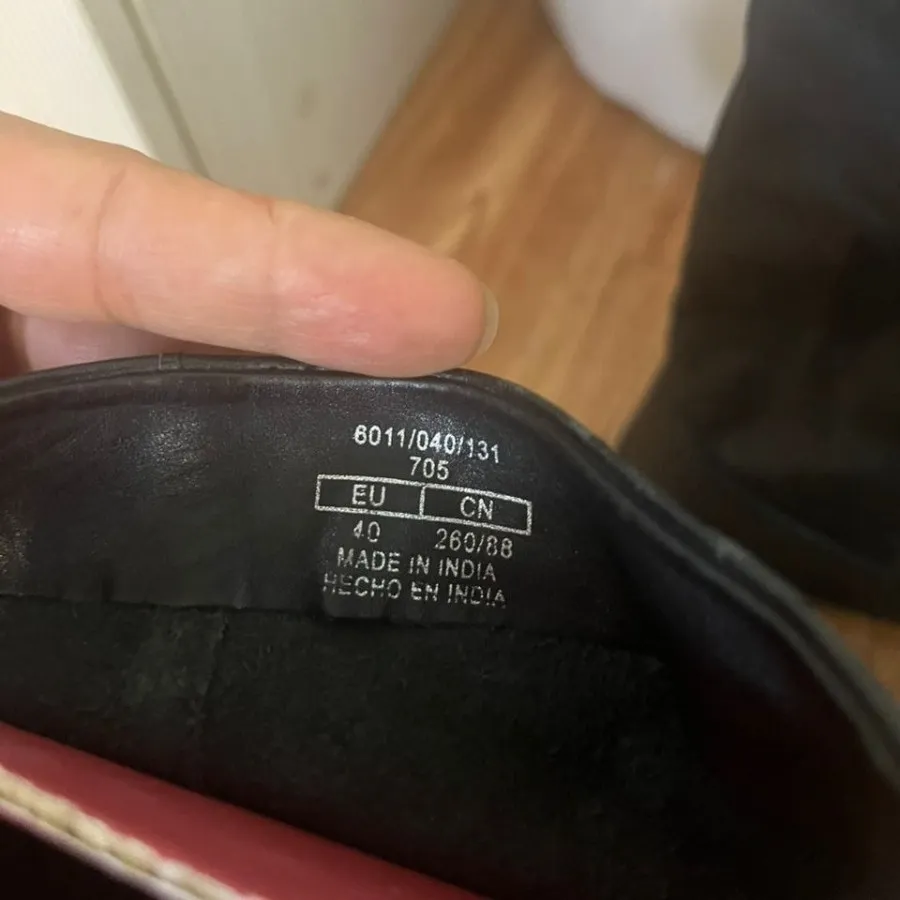 6011/040/131
705
EU CN
40 260/88
MADE IN INDIA
HECHO EN INDIA